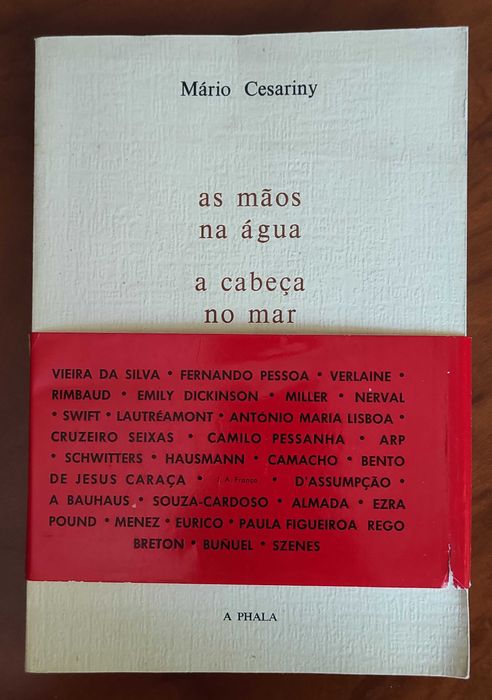 Mário Cesariny
as mãos
na água
a cabeça
no mar
VIEIRA DA SILVA • FERNANDO PESSOA • VERLAINE •
RIMBAUD • EMILY DICKINSON • MILLER • NERVAL
• SWIFT • LAUTRÉAMONT • ANTÓNIO MARIA LISBOA •
CRUZEIRO SEIXAS • CAMILO PESSANHA • ARP
• SCHWITTERS • HAUSMANN • CAMACHO • BENTO
DE JESUS CARAÇA • J. A. França • D'ASSUMPÇÃO •
A BAUHAUS • SOUZA-CARDOSO • ALMADA • EZRA
POUND • MENEZ • EURICO • PAULA FIGUEIROA REGO
BRETON • BUÑUEL • SZENES
A PHALA